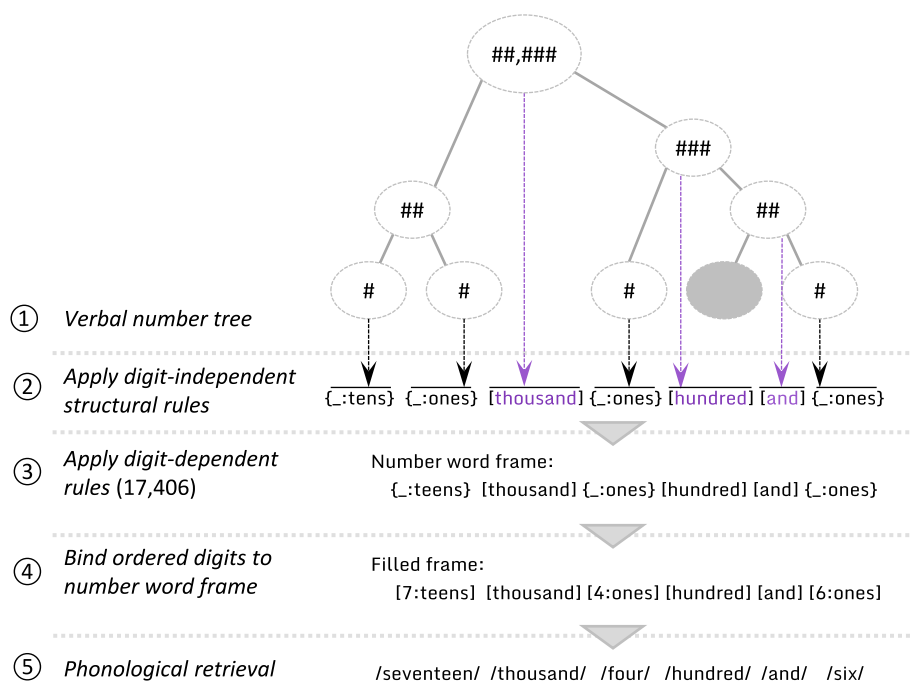 ##,###
###
##
##
#
#
#
#
① Verbal number tree
② Apply digit-independent
structural rules
{_:tens} {_:ones} [thousand] {_:ones} [hundred] [and] {_:ones}
③ Apply digit-dependent
rules (17,406)
Number word frame:
{_:teens} [thousand] {_:ones} [hundred] [and] {_:ones}
④ Bind ordered digits to
number word frame
Filled frame:
[7:teens] [thousand] [4:ones] [hundred] [and] [6:ones]
⑤ Phonological retrieval
/seventeen/ /thousand/ /four/ /hundred/ /and/ /six/